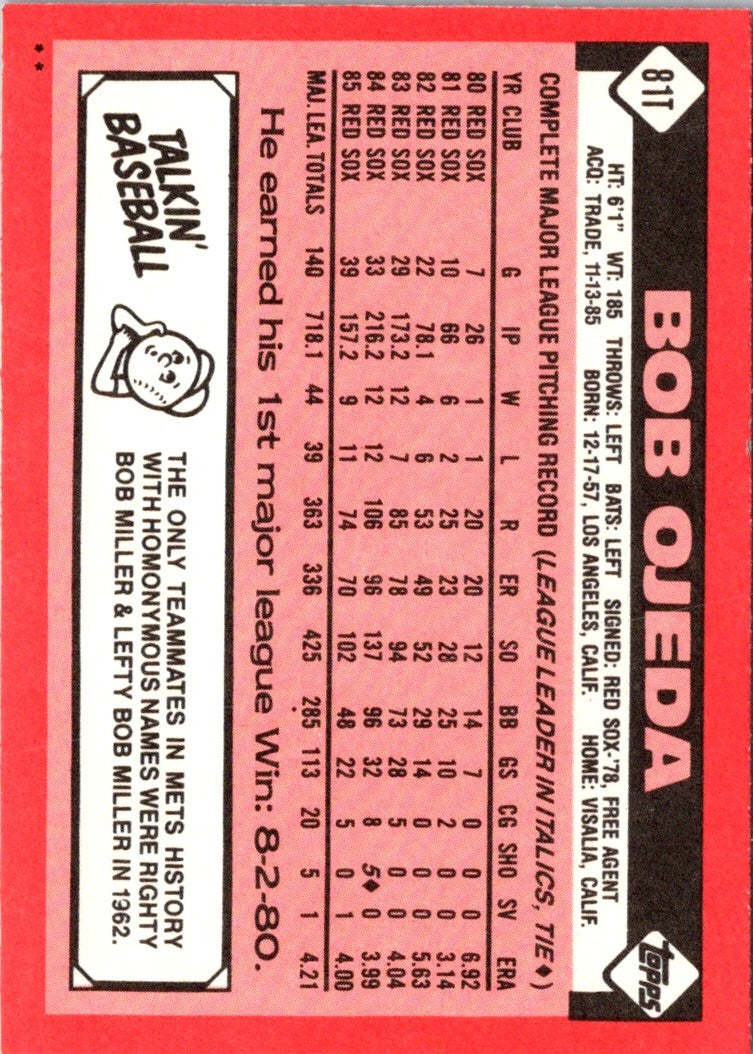 81T
BOB OJEDA
TOPPS
HT: 6'1" WT: 185 THROWS: LEFT BATS: LEFT SIGNED: RED SOX-'78, FREE AGENT
ACQ: TRADE, 11-13-85 BORN: 12-17-57, LOS ANGELES, CALIF. HOME: VISALIA, CALIF.
COMPLETE MAJOR LEAGUE PITCHING RECORD (LEAGUE LEADER IN ITALICS, TIE ♦)
YR CLUB G IP W L R ER SO BB GS CG SHO SV ERA
80 RED SOX 7 26 1 1 20 20 12 14 7 0 0 0 6.92
81 RED SOX 10 66 6 2 25 23 28 25 10 2 0 0 3.14
82 RED SOX 22 78.1 4 6 53 49 52 29 14 0 0 0 5.63
83 RED SOX 29 173.2 12 7 85 78 94 73 28 5 0 0 4.04
84 RED SOX 33 216.2 12 12 106 96 137 96 32 8 5♦ 0 3.99
85 RED SOX 39 157.2 9 11 74 70 102 48 22 5 0 1 4.00
MAJ. LEA. TOTALS 140 718.1 44 39 363 336 425 285 113 20 5 1 4.21
He earned his 1st major league Win: 8-2-80.
TALKIN'
BASEBALL
THE ONLY TEAMMATES IN METS HISTORY
WITH HOMONYMOUS NAMES WERE RIGHTY
BOB MILLER & LEFTY BOB MILLER IN 1962.
**